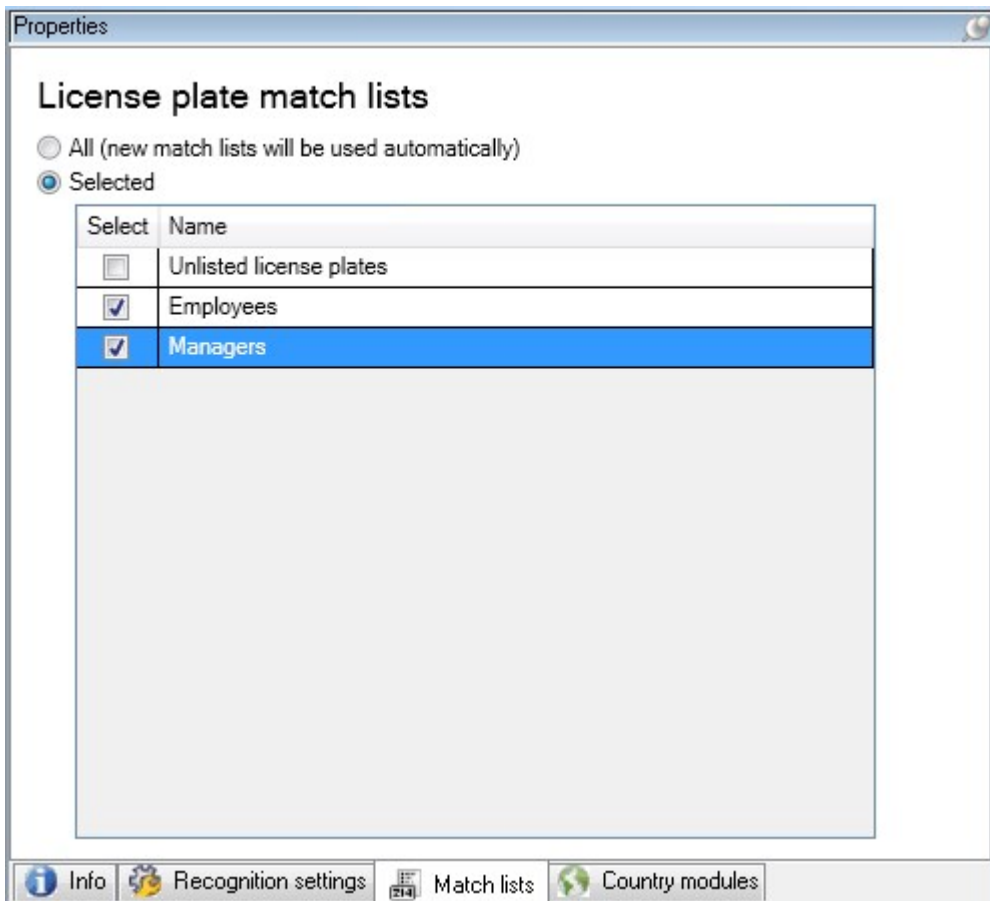 Properties
License plate match lists
All (new match lists will be used automatically)
Selected
Select Name
Unlisted license plates
Employees
Managers
Info Recognition settings Match lists Country modules